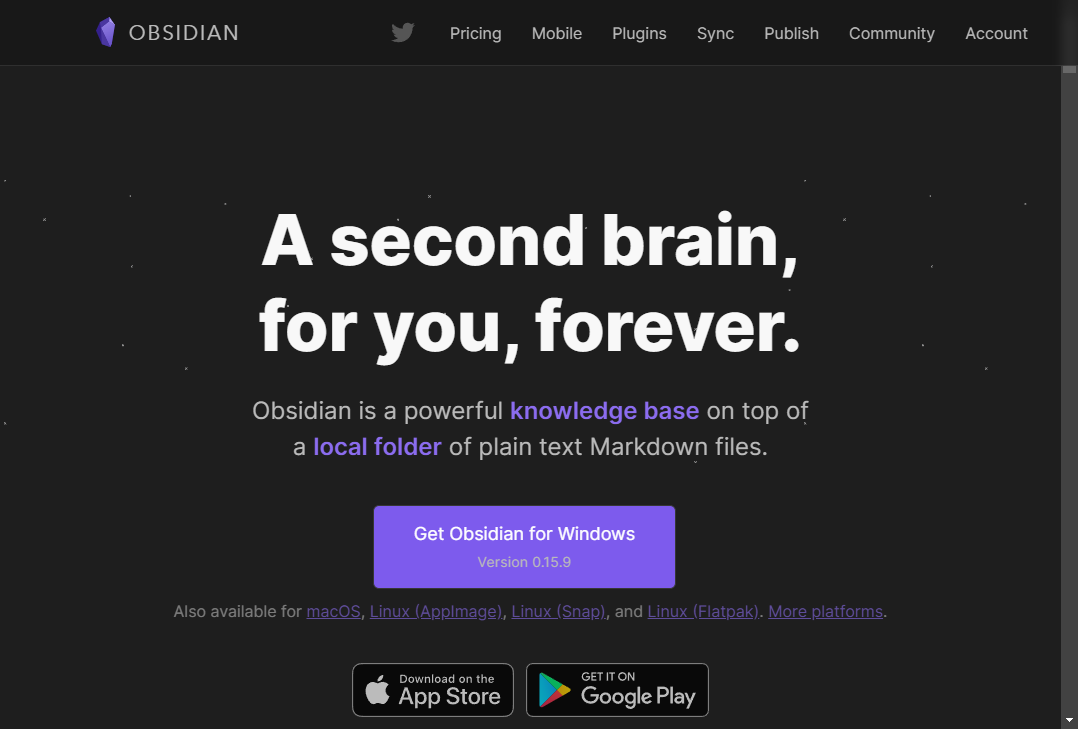 OBSIDIAN
Pricing Mobile Plugins Sync Publish Community Account
A second brain,
for you, forever.
Obsidian is a powerful knowledge base on top of
a local folder of plain text Markdown files.
Get Obsidian for Windows
Version 0.15.9
Also available for macOS, Linux (AppImage), Linux (Snap), and Linux (Flatpak). More platforms.
Download on the
App Store
GET IT ON
Google Play